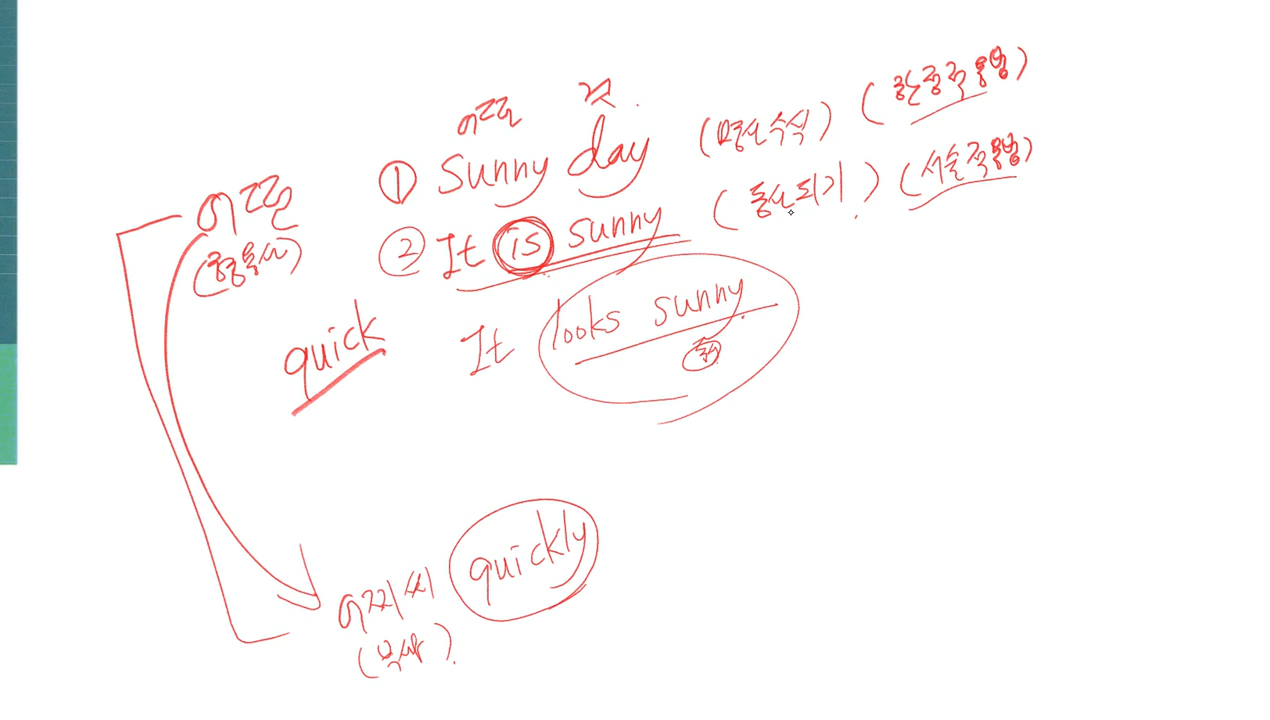 어떤 것
① Sunny day (명사수식) (한정적용법)
어떤 ② It is sunny (동사되기) (서술적용법)
(형용사)
quick It looks sunny
형
어찌씨 quickly
(부사)